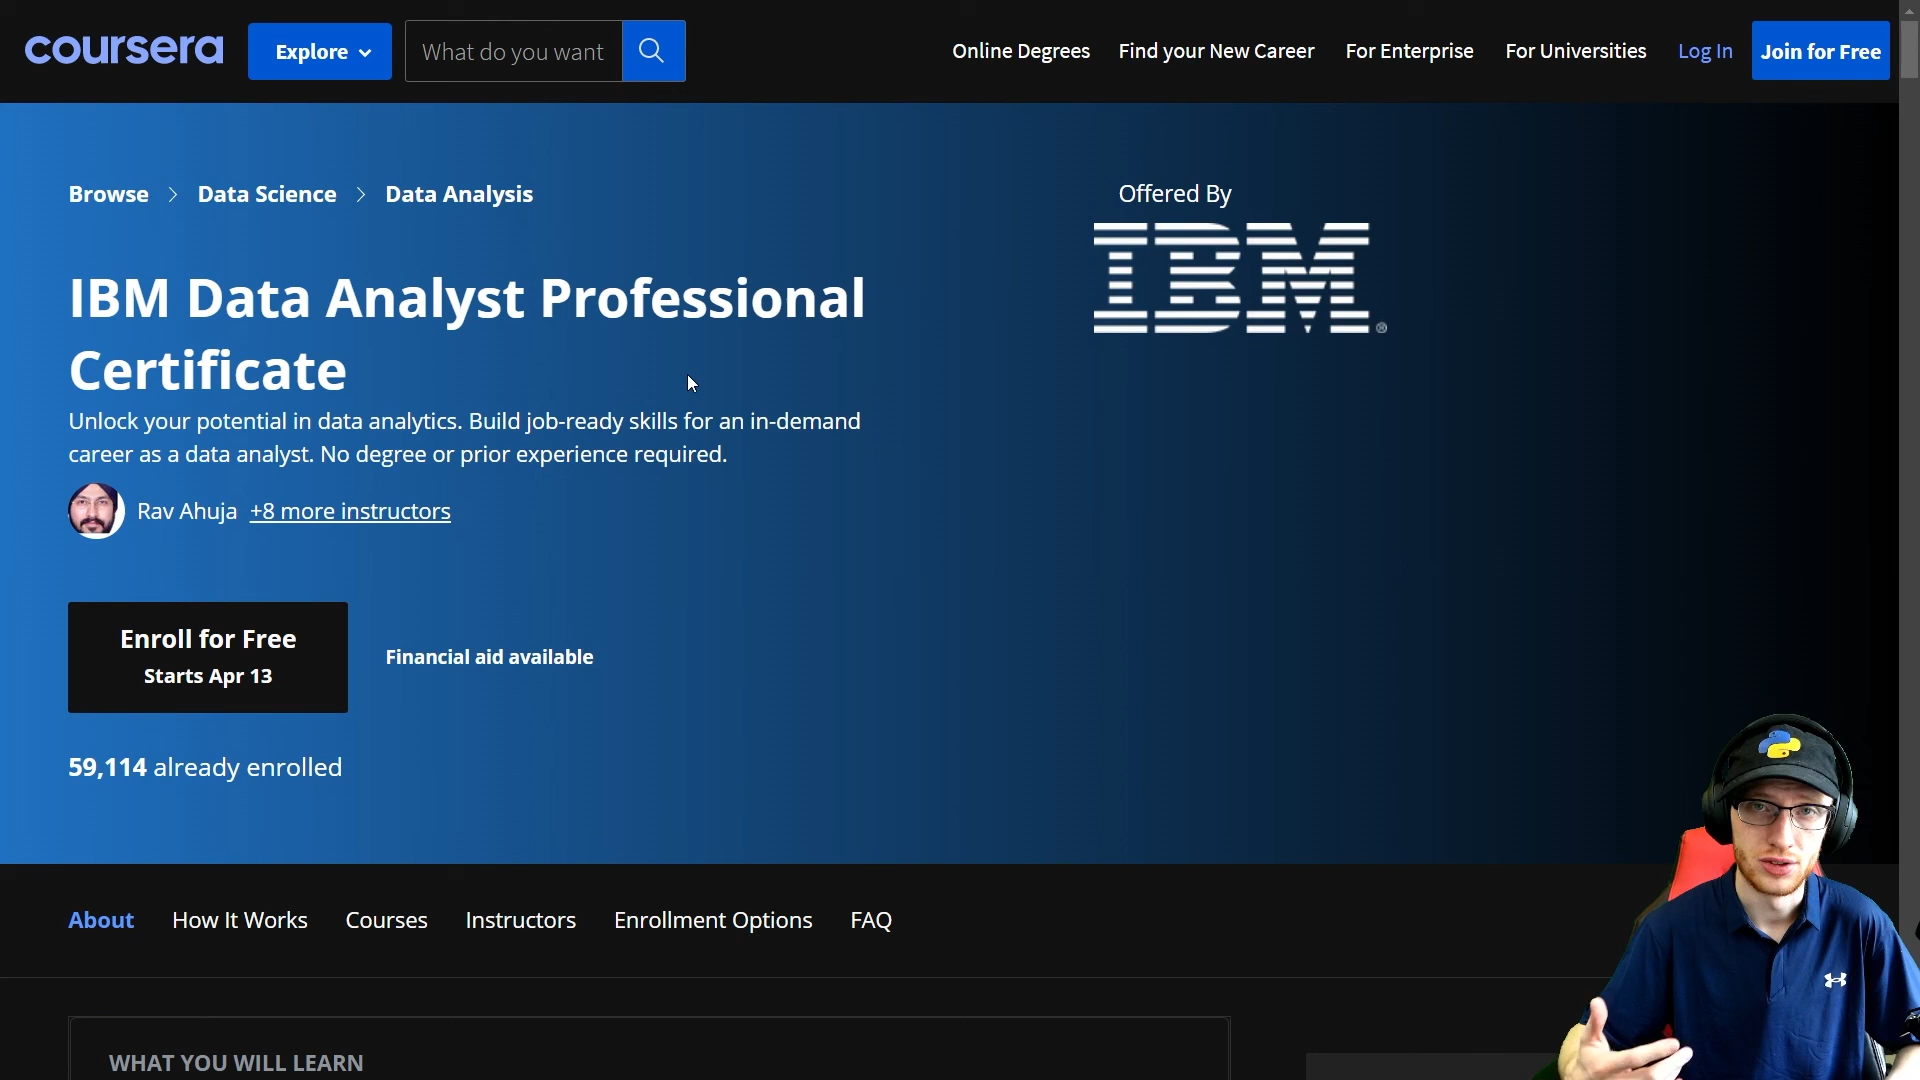 coursera
Explore
What do you want
Online Degrees
Find your New Career
For Enterprise
For Universities
Log In
Join for Free
Browse > Data Science > Data Analysis
Offered By
IBM®
IBM Data Analyst Professional
Certificate
Unlock your potential in data analytics. Build job-ready skills for an in-demand
career as a data analyst. No degree or prior experience required.
Rav Ahuja +8 more instructors
Enroll for Free
Starts Apr 13
Financial aid available
59,114 already enrolled
About
How It Works
Courses
Instructors
Enrollment Options
FAQ
WHAT YOU WILL LEARN